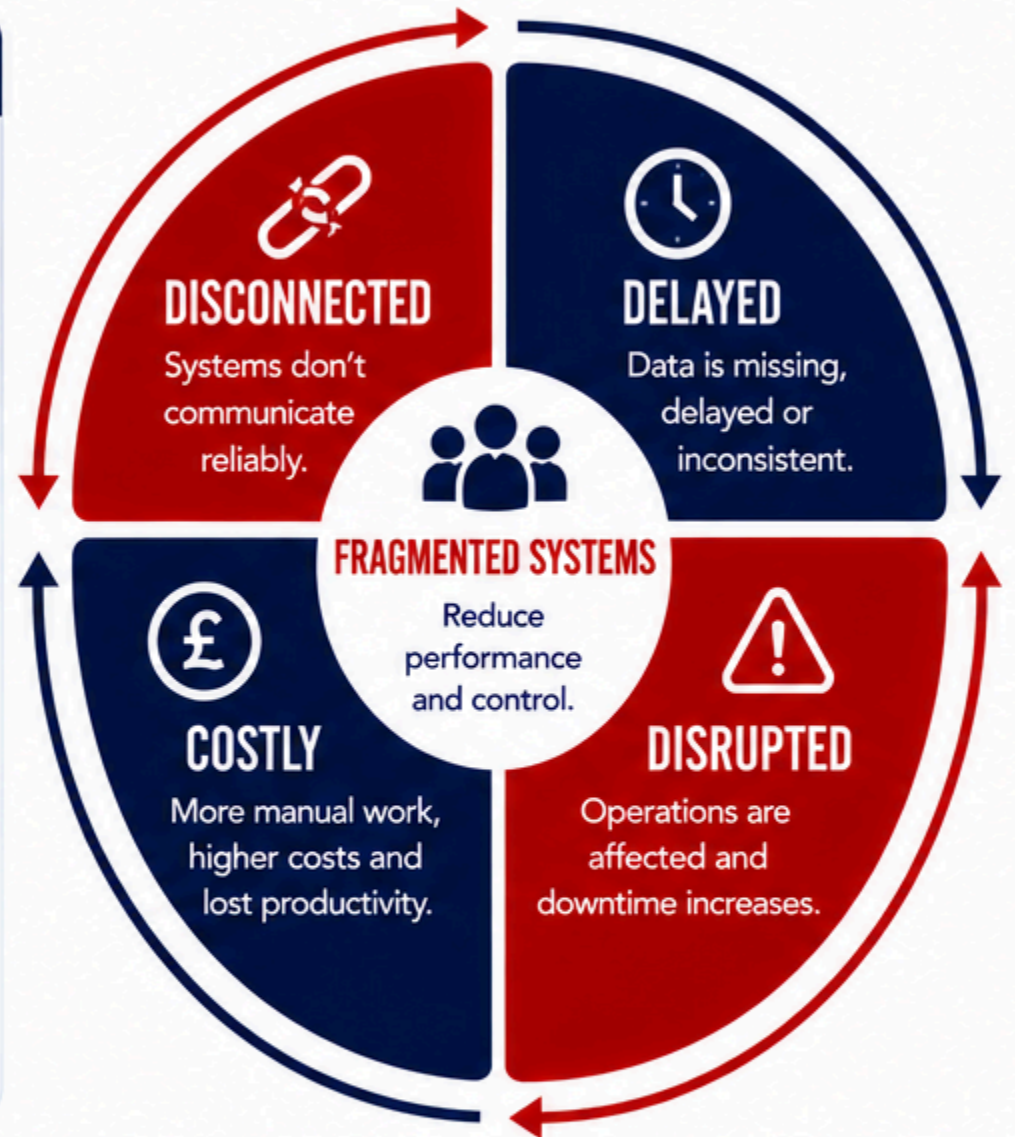 DISCONNECTED
Systems don't
communicate
reliably.
DELAYED
Data is missing,
delayed or
inconsistent.
FRAGMENTED SYSTEMS
Reduce
performance
and control.
£
COSTLY
More manual work,
higher costs and
lost productivity.
!
DISRUPTED
Operations are
affected and
downtime increases.